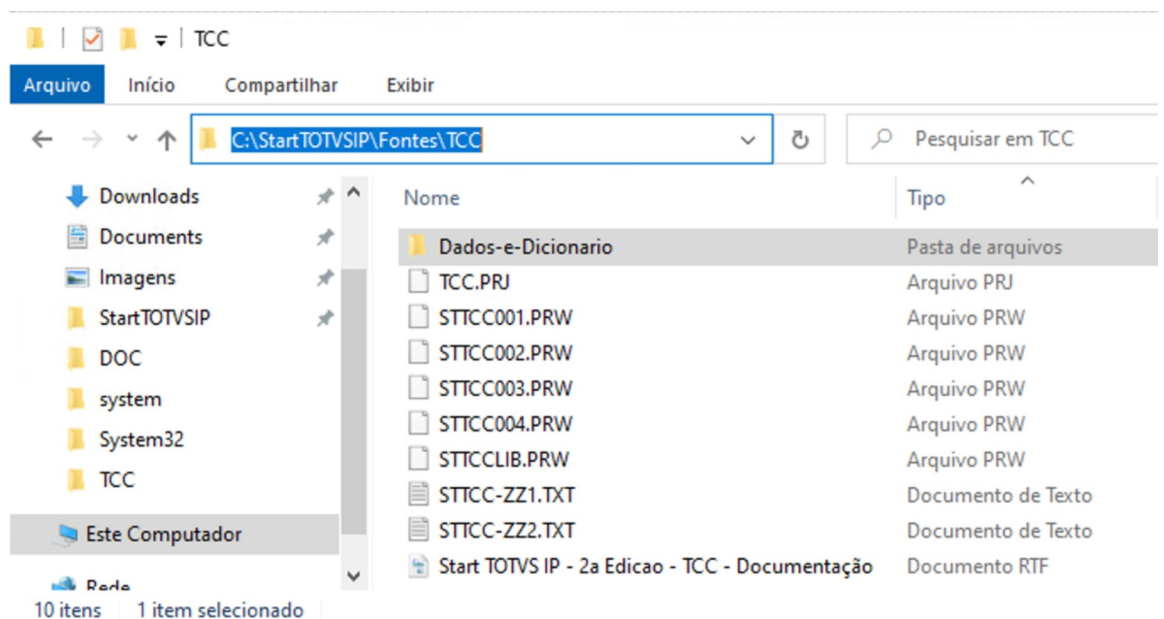 TCC
Arquivo Início Compartilhar Exibir
C:\StartTOTVSIP\Fontes\TCC Pesquisar em TCC
Downloads
Documents
Imagens
StartTOTVSIP
DOC
system
System32
TCC
Este Computador
Rede
Nome Tipo
Dados-e-Dicionario Pasta de arquivos
TCC.PRJ Arquivo PRJ
STTCC001.PRW Arquivo PRW
STTCC002.PRW Arquivo PRW
STTCC003.PRW Arquivo PRW
STTCC004.PRW Arquivo PRW
STTCCLIB.PRW Arquivo PRW
STTCC-ZZ1.TXT Documento de Texto
STTCC-ZZ2.TXT Documento de Texto
Start TOTVS IP - 2a Edicao - TCC - Documentação Documento RTF
10 itens 1 item selecionado